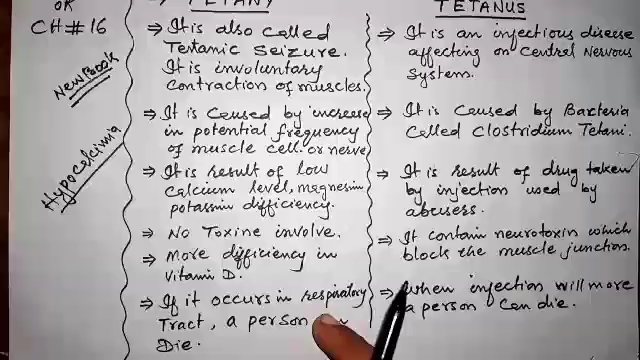 OR
CH#16
New Book
Hypocalcimia
⇒ TETANY
⇒ It is also called
Tentanic Seizure.
It is involuntary
contraction of muscles.
⇒ It is caused by increase
in potential frequency
of muscle cell or nerve
⇒ It is result of low
calcium level, magnesium
potassim difficiency.
⇒ No Toxine involve.
⇒ More difficiency in
Vitamin D.
⇒ If it occurs in respiratory
Tract, a person
Die.
TETANUS
⇒ It is an infectious disease
affecting on Central Nervous
System.
⇒ It is caused by Bacteria
Called Clostridium Tetani.
⇒ It is result of drug taken
by injection used by
abusers.
⇒ It contain neurotoxin which
block the muscle junction.
⇒ When injection will more
a person can die.